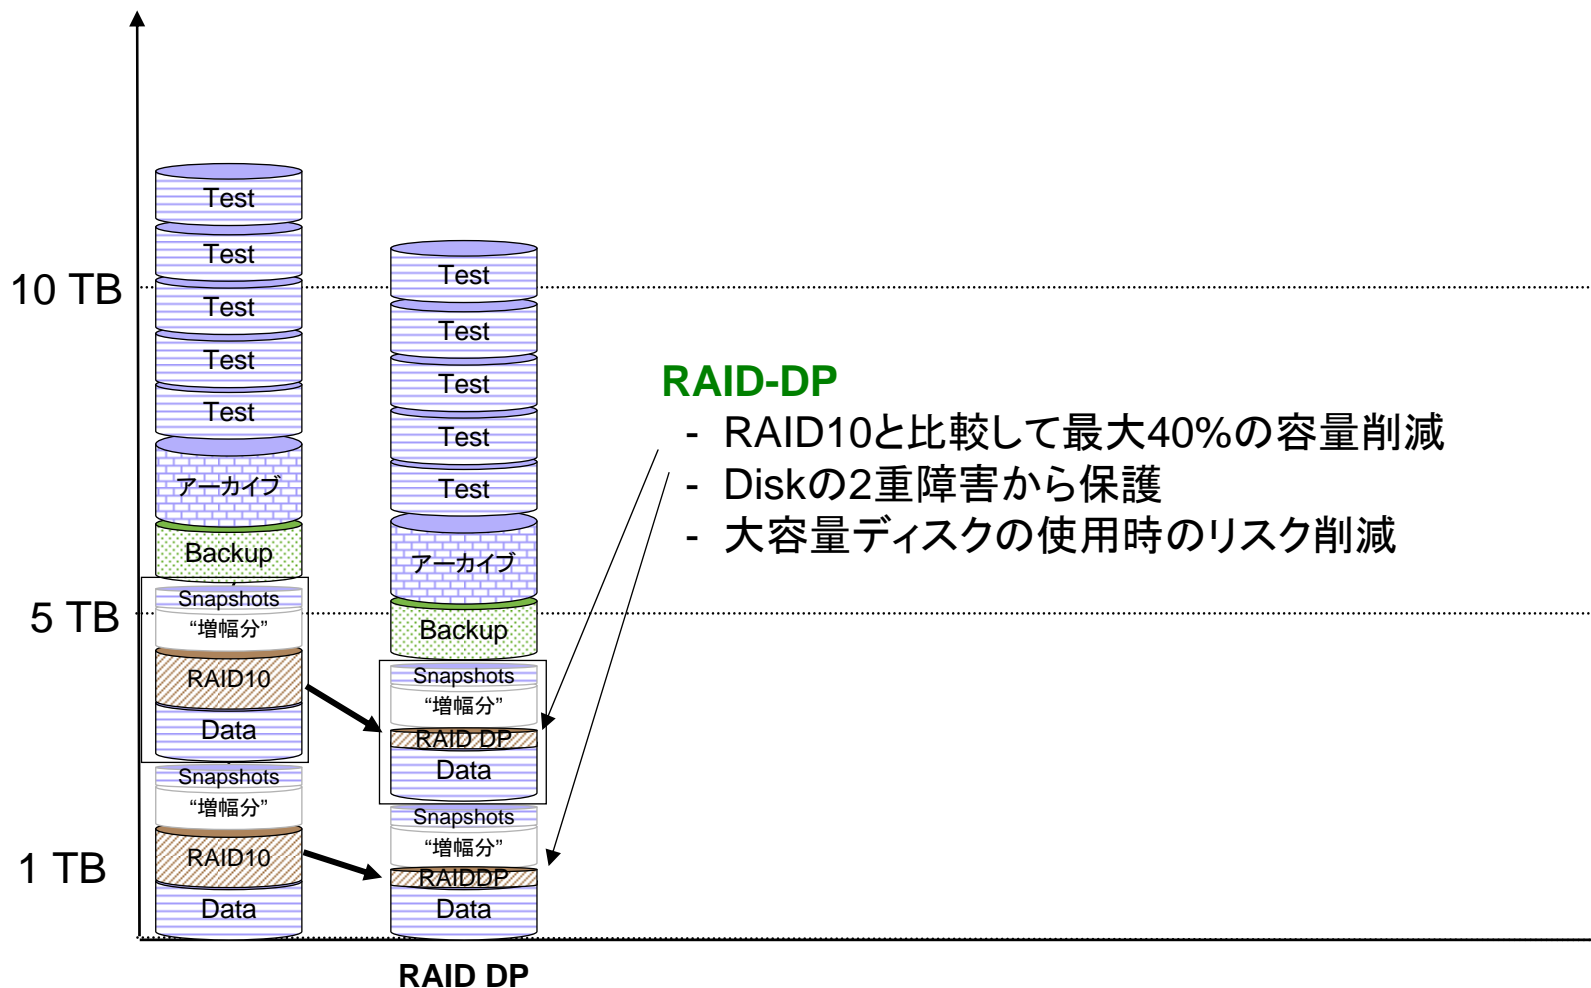 10 TB
5 TB
1 TB
Test
Test
Test
Test
Test
アーカイブ
Backup
Snapshots
“増幅分”
RAID10
Data
Snapshots
“増幅分”
RAID10
Data
Test
Test
Test
Test
Test
アーカイブ
Backup
Snapshots
“増幅分”
RAID DP
Data
Snapshots
“増幅分”
RAIDDP
Data
RAID DP
RAID-DP
- RAID10と比較して最大40%の容量削減
- Diskの2重障害から保護
- 大容量ディスクの使用時のリスク削減